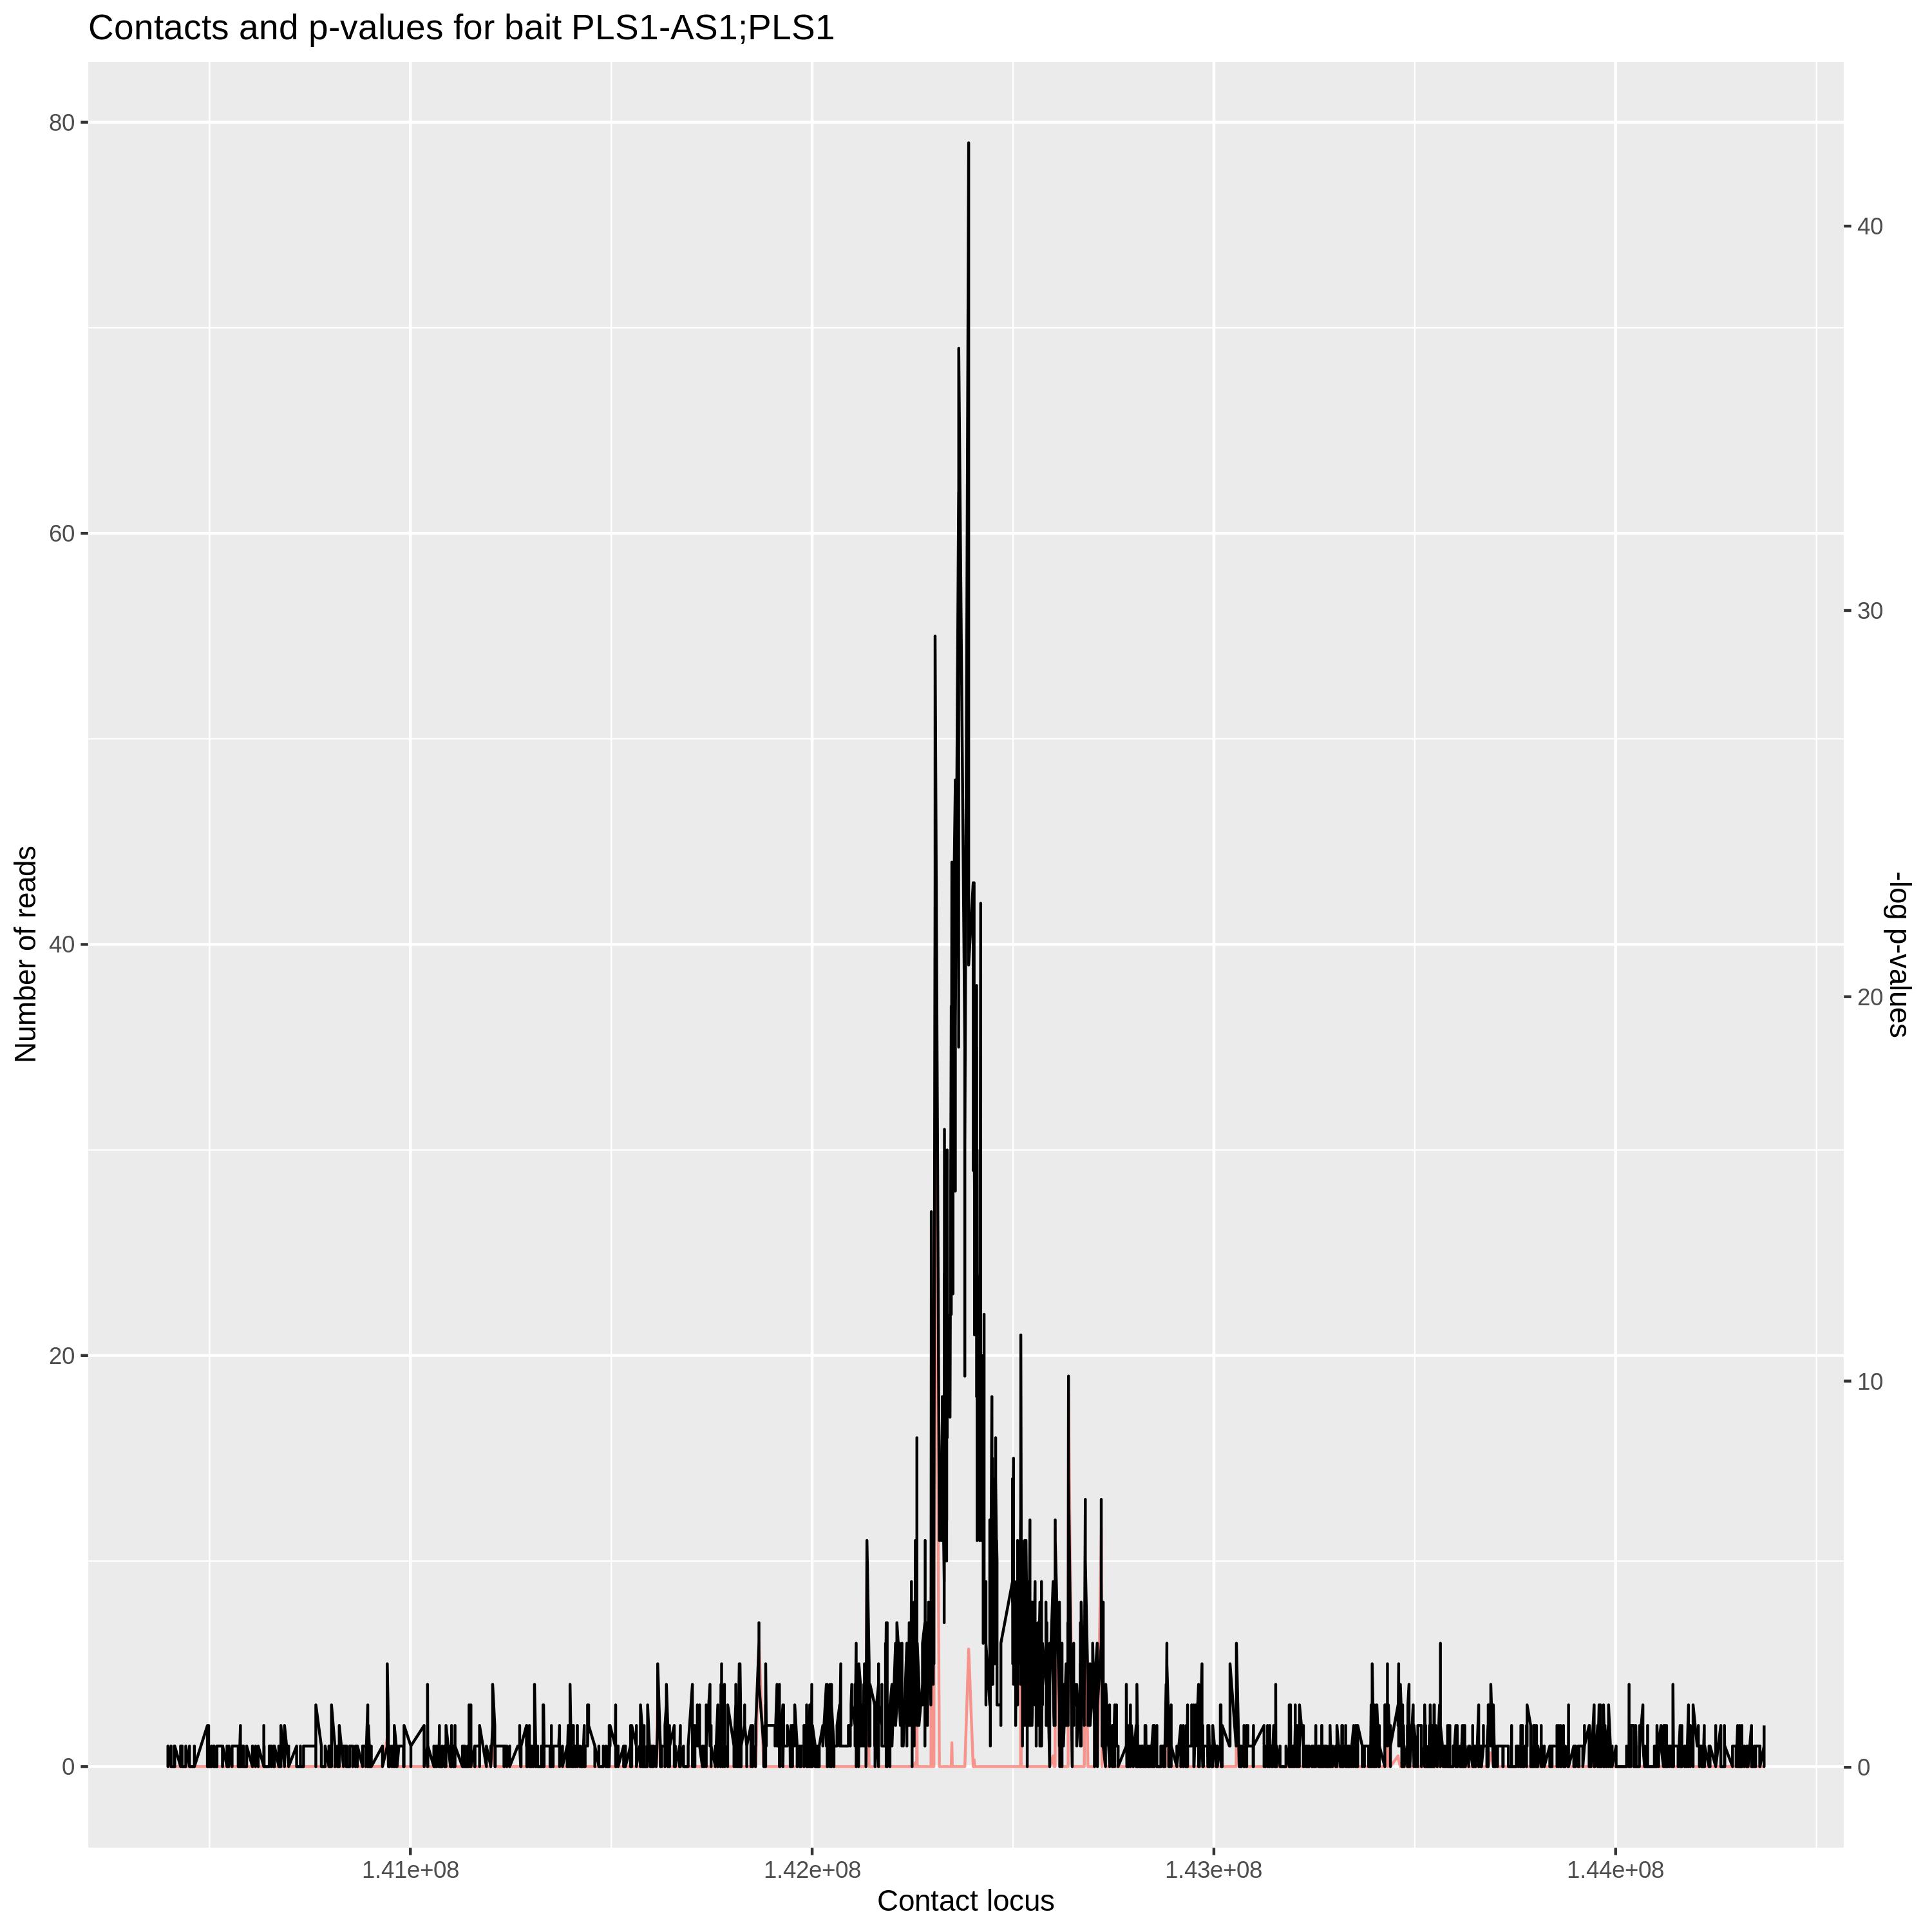 Contacts and p-values for bait PLS1-AS1;PLS1
80
60
40
20
0
Number of reads
40
30
20
10
0
-log p-values
1.41e+08
1.42e+08
1.43e+08
1.44e+08
Contact locus